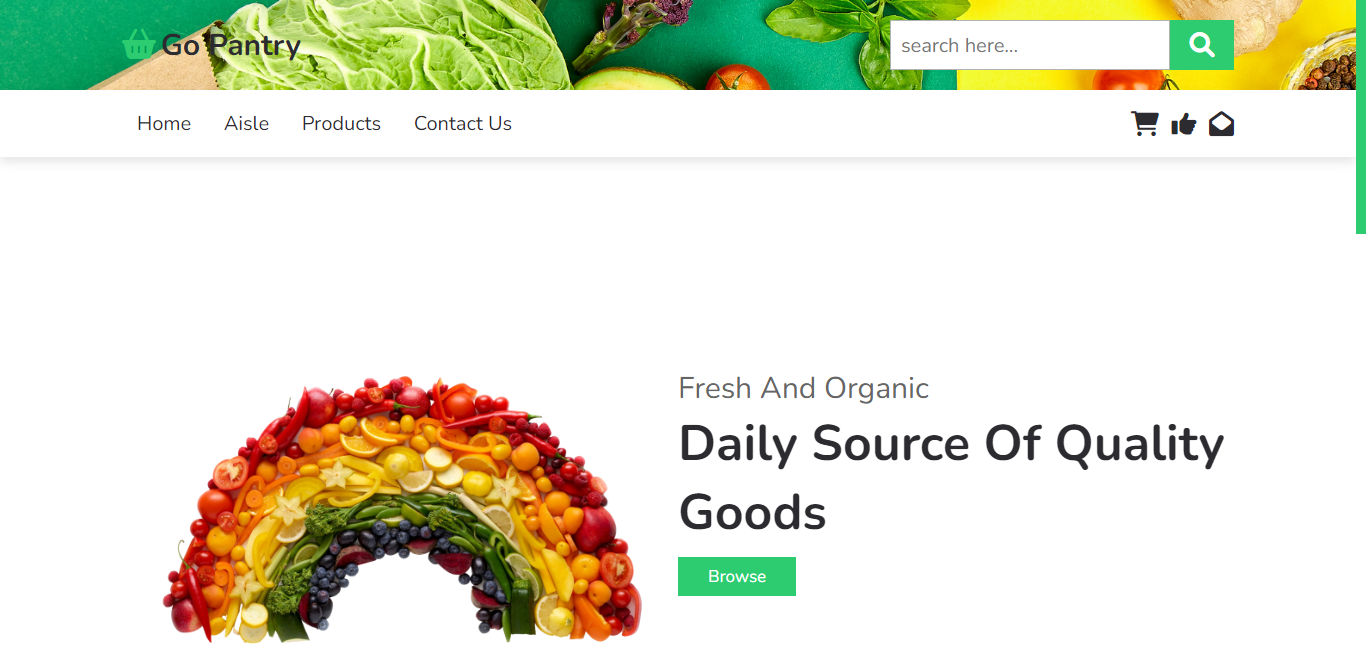 Go Pantry
search here...
Home
Aisle
Products
Contact Us
Fresh And Organic
Daily Source Of Quality
Goods
Browse